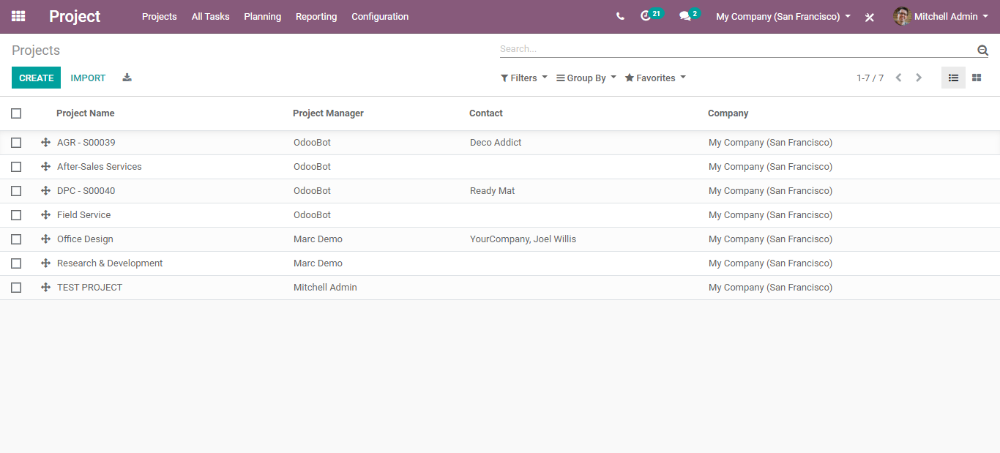 Project Projects All Tasks Planning Reporting Configuration 21 2 My Company (San Francisco) Mitchell Admin
Projects Search...
CREATE IMPORT Filters Group By Favorites 1-7 / 7
Project Name Project Manager Contact Company
AGR - S00039 OdooBot Deco Addict My Company (San Francisco)
After-Sales Services OdooBot My Company (San Francisco)
DPC - S00040 OdooBot Ready Mat My Company (San Francisco)
Field Service OdooBot My Company (San Francisco)
Office Design Marc Demo YourCompany, Joel Willis My Company (San Francisco)
Research & Development Marc Demo My Company (San Francisco)
TEST PROJECT Mitchell Admin My Company (San Francisco)